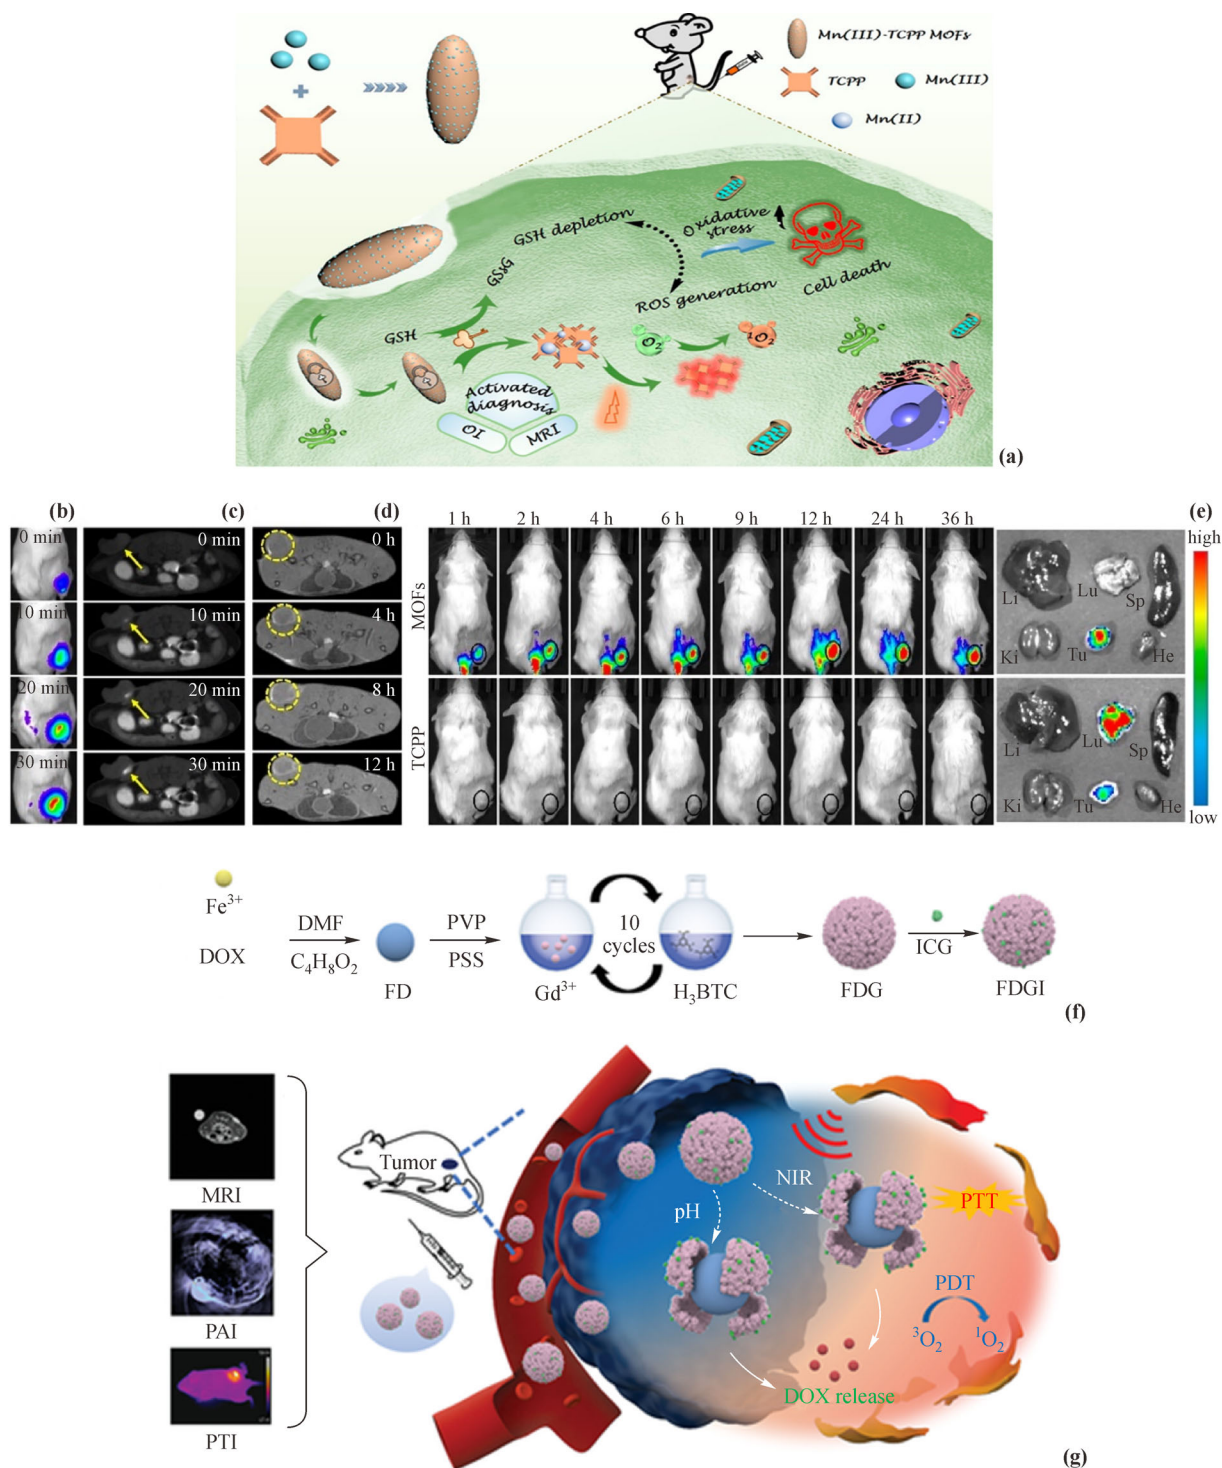 Mn(III)-TCPP MOFs
TCPP
Mn(III)
Mn(II)
GSH depletion
Oxidative
stress
GSsG
ROS generation
Cell death
GSH
O2
1O2
Activated
diagnosis
OI
MRI
(a)
(b)
(c)
(d)
(e)
0 min
10 min
20 min
30 min
0 min
10 min
20 min
30 min
0 h
4 h
8 h
12 h
1 h
2 h
4 h
6 h
9 h
12 h
24 h
36 h
MOFs
TCPP
Li
Lu
Sp
Ki
Tu
He
Li
Lu
Sp
Ki
Tu
He
high
low
Fe³⁺
DOX
DMF
C₄H₈O₂
FD
PVP
PSS
Gd³⁺
10
cycles
H₃BTC
FDG
ICG
FDGI
(f)
MRI
PAI
PTI
Tumor
NIR
pH
PTT
PDT
³O₂
¹O₂
DOX release
(g)